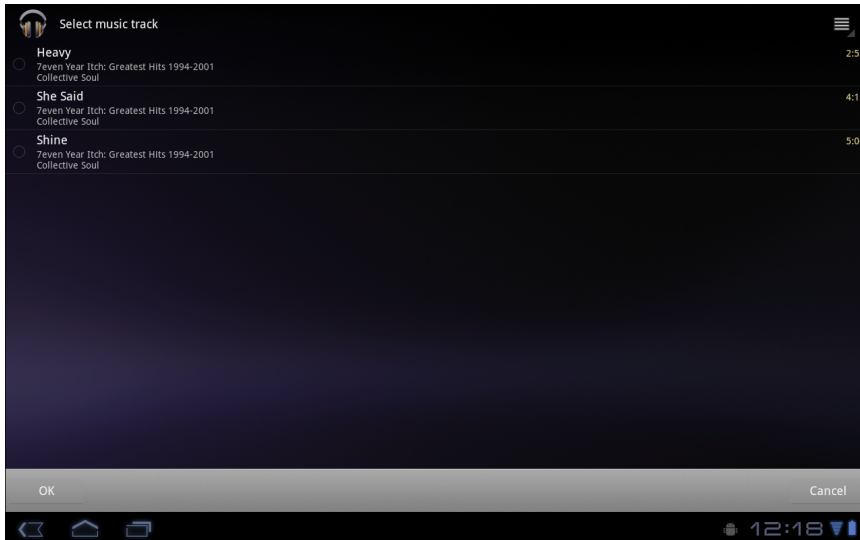 Select music track
Heavy
2:5
7even Year Itch: Greatest Hits 1994-2001
Collective Soul
She Said
4:1
7even Year Itch: Greatest Hits 1994-2001
Collective Soul
Shine
5:0
7even Year Itch: Greatest Hits 1994-2001
Collective Soul
OK
Cancel
12:18